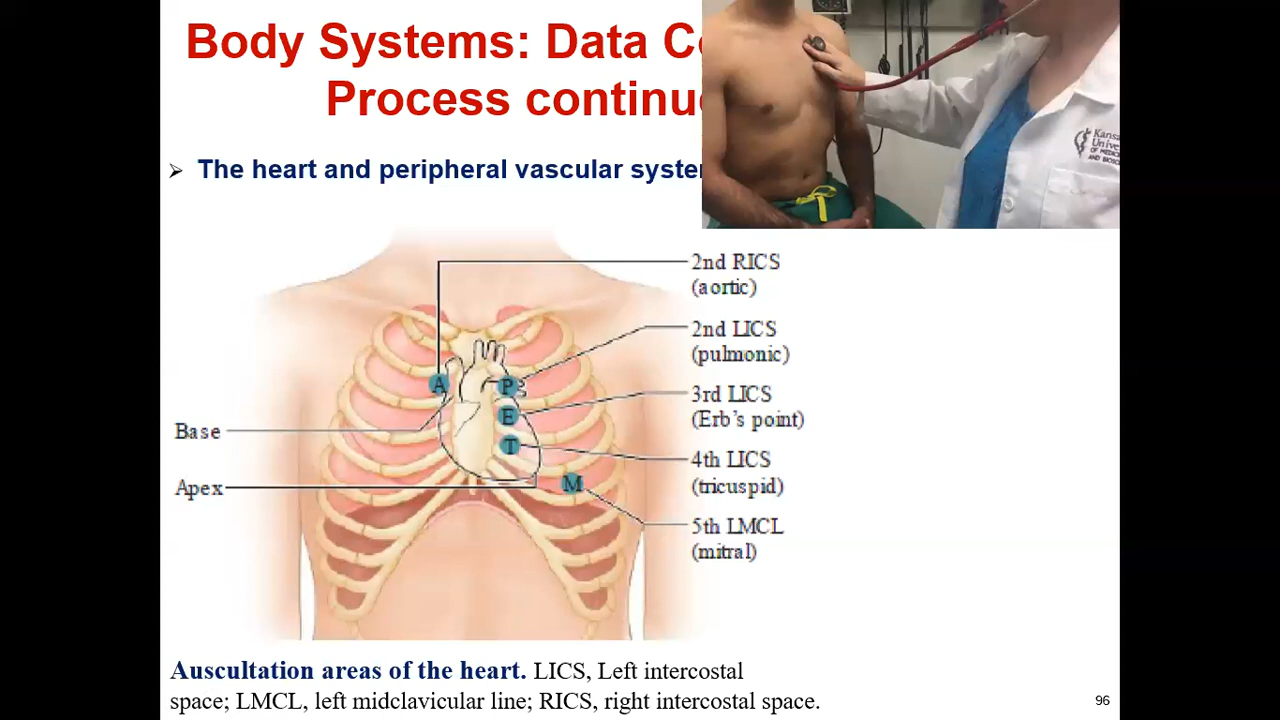 Body Systems: Data
Process
The heart and peripheral vascular
2nd RICS
(aortic)
2nd LICS
(pulmonic)
A
P
3rd LICS
(Erb's point)
E
Base
T
4th LICS
(tricuspid)
Apex
M
5th LMCL
(mitral)
Auscultation areas of the heart. LICS, Left intercostal
space; LMCL, left midclavicular line; RICS, right intercostal space.
96